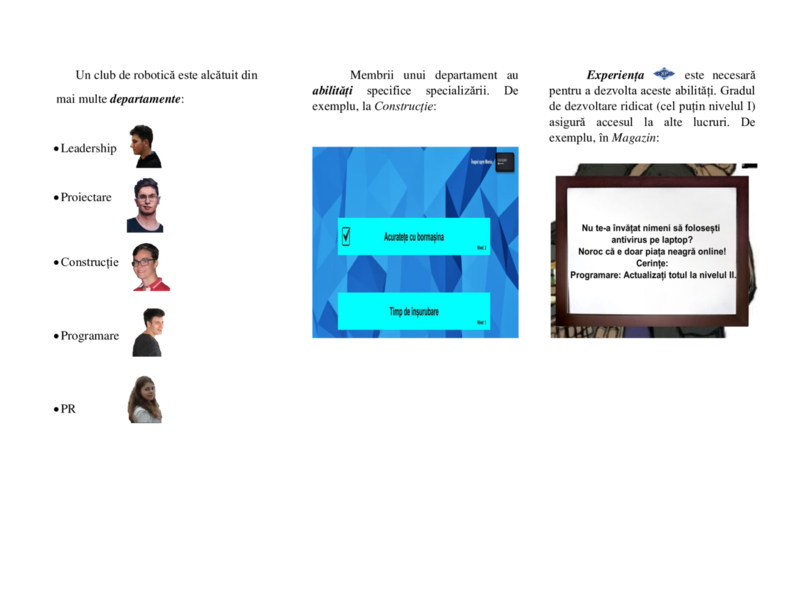 Un club de robotică este alcătuit din
mai multe departamente:
• Leadership
• Proiectare
• Construcție
• Programare
• PR
Membrii unui departament au
abilități specifice specializării. De
exemplu, la Construcție:
Acuratețe cu bormașina
Nivel: 2
Timp de înșurubare
Nivel: 1
Experiența este necesară
pentru a dezvolta aceste abilități. Gradul
de dezvoltare ridicat (cel puțin nivelul I)
asigură accesul la alte lucruri. De
exemplu, în Magazin:
Nu te-a învățat nimeni să folosești
antivirus pe laptop?
Noroc că e doar piața neagră online!
Cerințe:
Programare: Actualizați totul la nivelul II.